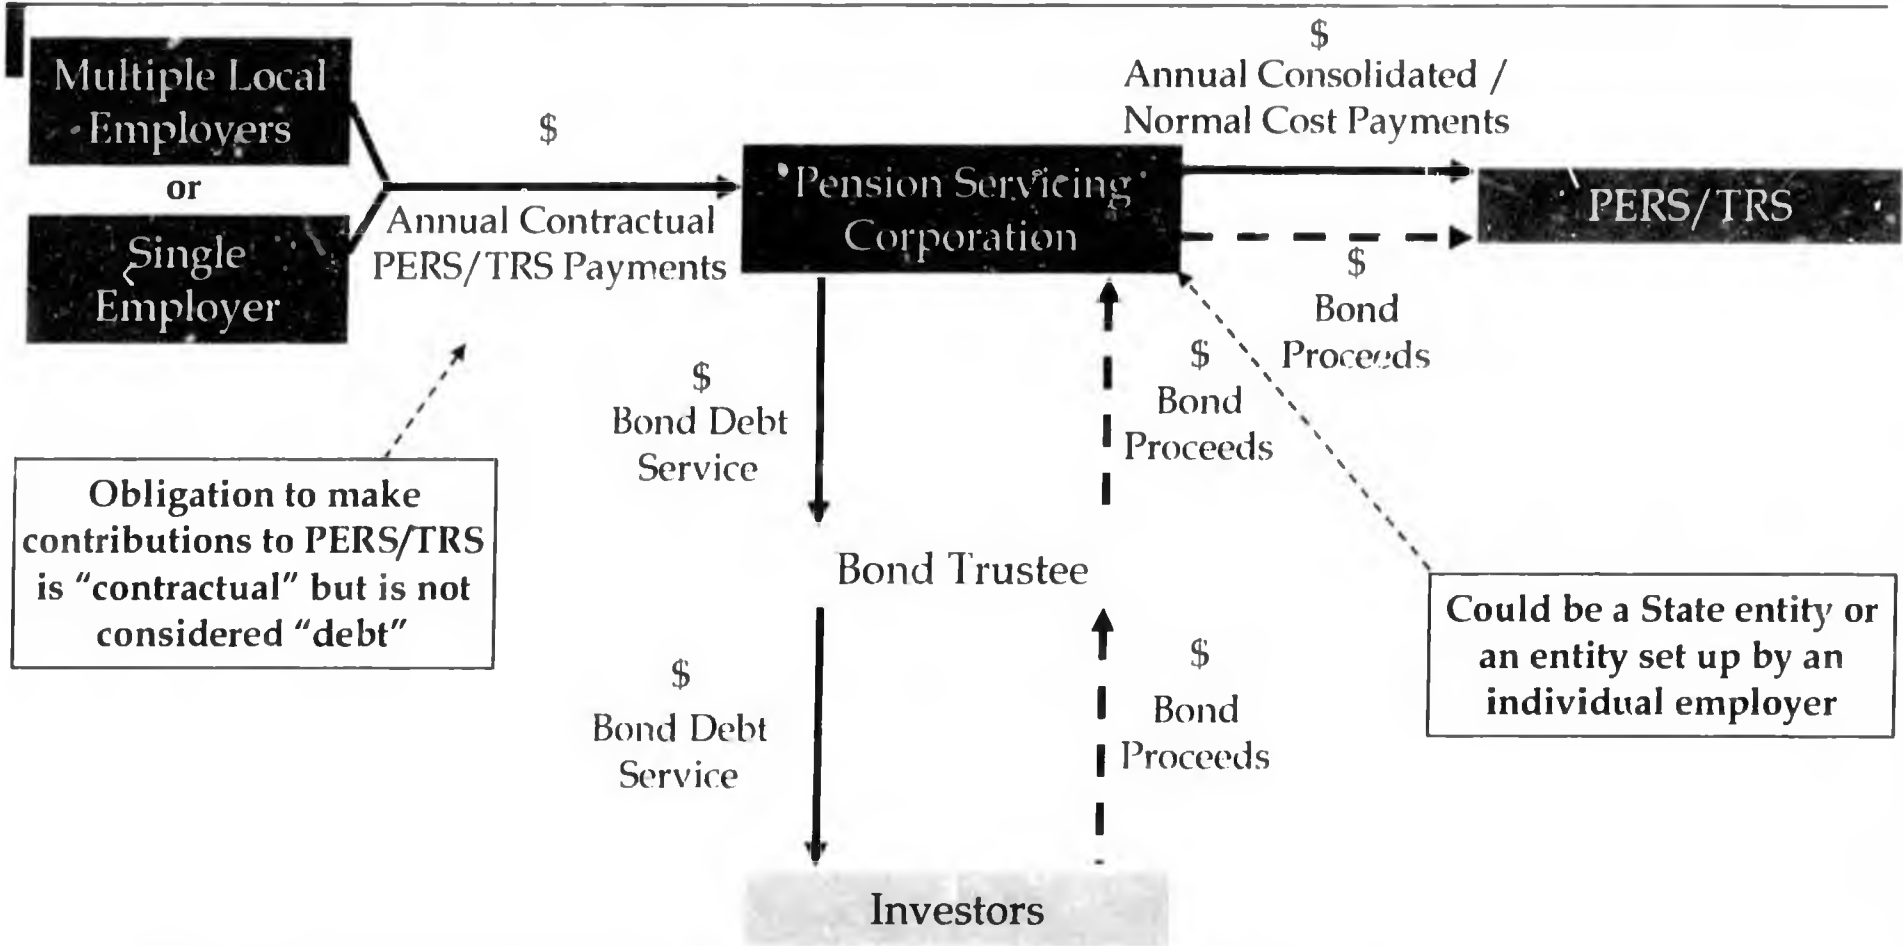 Multiple Local
Employers
or
Single
Employer
$
Annual Contractual
PERS/TRS Payments
Pension Servicing
Corporation
$
Annual Consolidated /
Normal Cost Payments
PERS/TRS
$
Bond
Proceeds
$
Bond Debt
Service
$
Bond
Proceeds
Obligation to make
contributions to PERS/TRS
is "contractual" but is not
considered "debt"
Bond Trustee
Could be a State entity or
an entity set up by an
individual employer
$
Bond Debt
Service
$
Bond
Proceeds
Investors